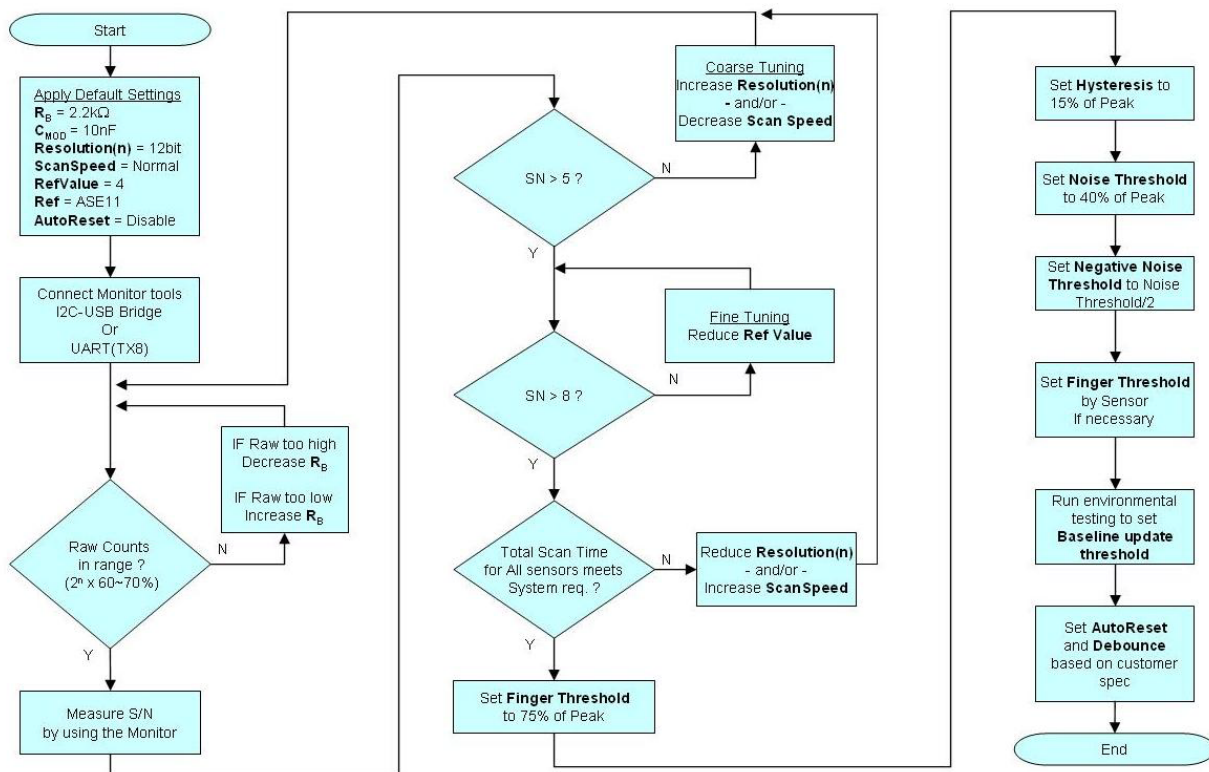 Start
Apply Default Settings
RB = 2.2kΩ
CMOD = 10nF
Resolution(n) = 12bit
ScanSpeed = Normal
RefValue = 4
Ref = ASE11
AutoReset = Disable
Connect Monitor tools
I2C-USB Bridge
Or
UART(TX8)
IF Raw too high
Decrease RB
IF Raw too low
Increase RB
Raw Counts
in range ?
(2ⁿ x 60~70%)
N
Y
Measure S/N
by using the Monitor
Coarse Tuning
Increase Resolution(n)
- and/or -
Decrease Scan Speed
SN > 5 ?
N
Y
Fine Tuning
Reduce Ref Value
SN > 8 ?
N
Y
Total Scan Time
for All sensors meets
System req. ?
N
Reduce Resolution(n)
- and/or -
Increase ScanSpeed
Y
Set Finger Threshold
to 75% of Peak
Set Hysteresis to
15% of Peak
Set Noise Threshold
to 40% of Peak
Set Negative Noise
Threshold to Noise
Threshold/2
Set Finger Threshold
by Sensor
If necessary
Run environmental
testing to set
Baseline update
threshold
Set AutoReset
and Debounce
based on customer
spec
End